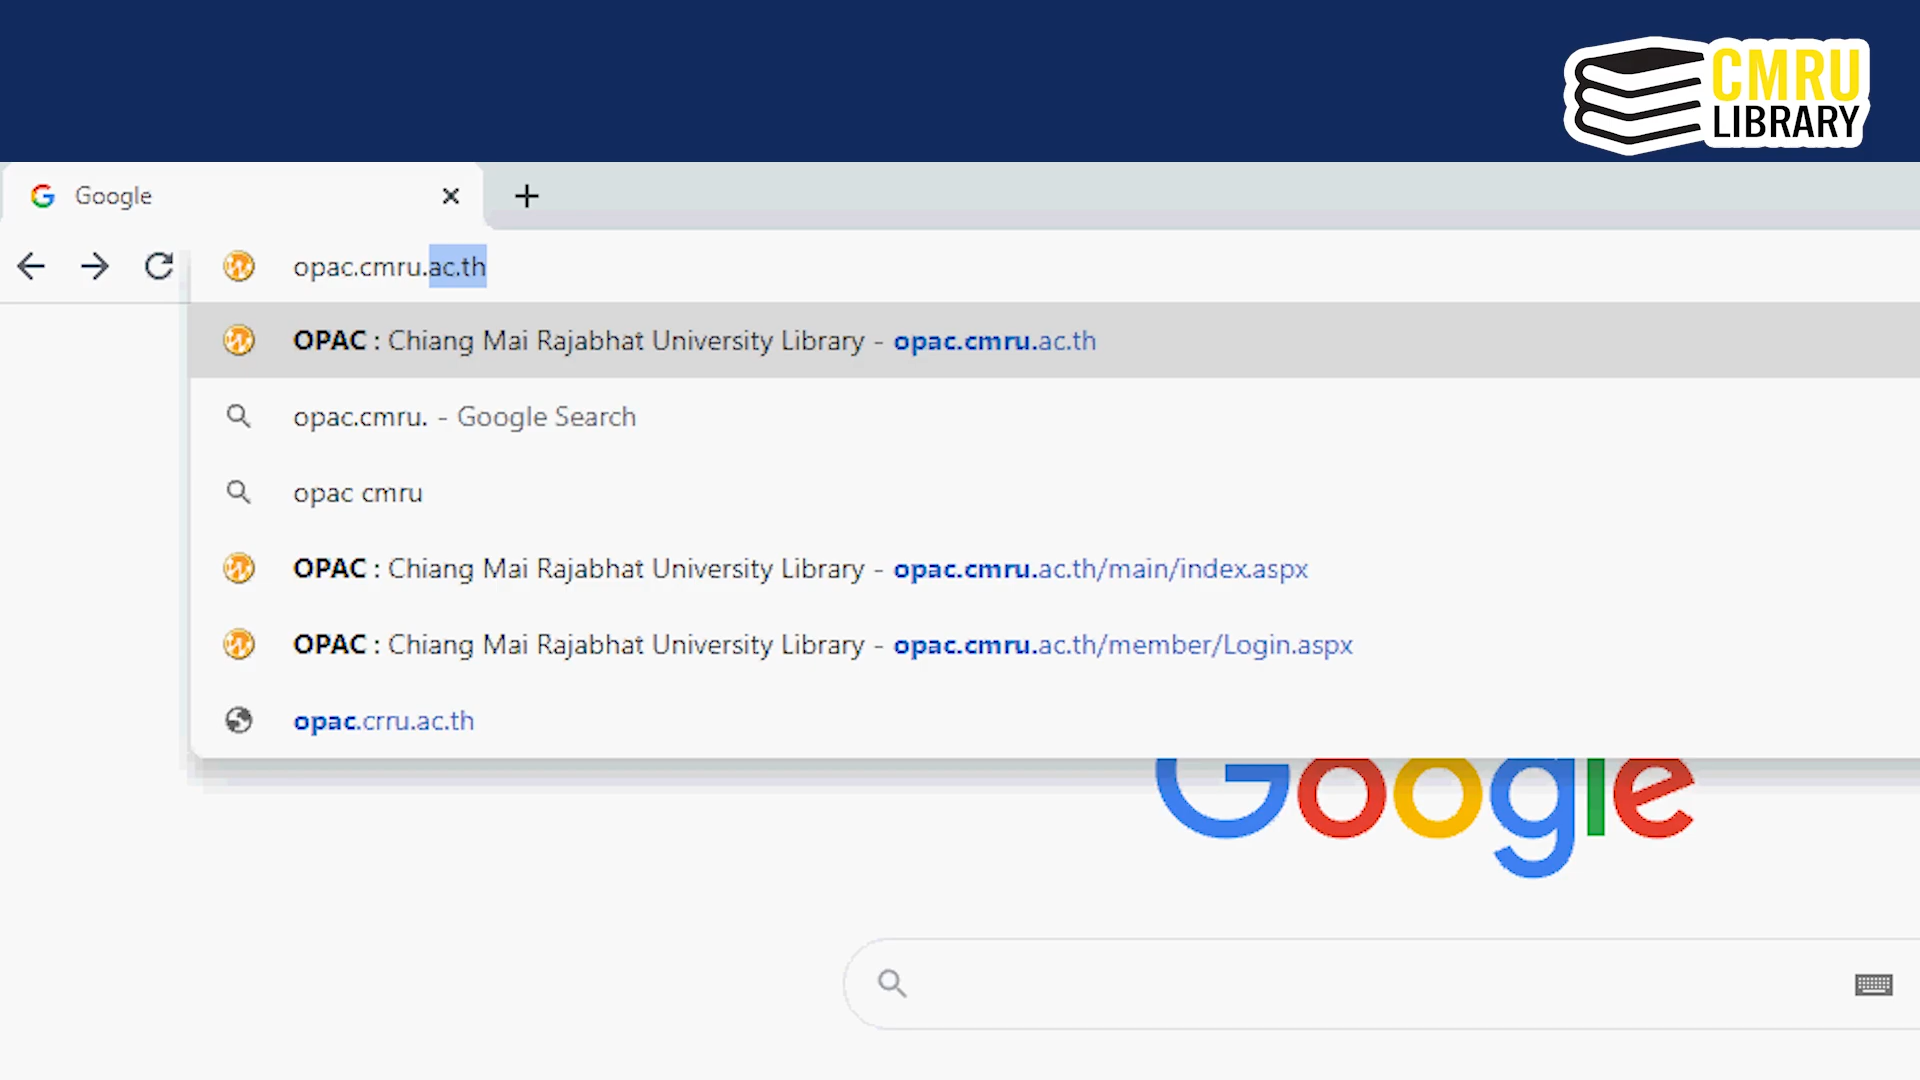 CMRU
LIBRARY
Google
opac.cmru.ac.th
OPAC : Chiang Mai Rajabhat University Library - opac.cmru.ac.th
opac.cmru. - Google Search
opac cmru
OPAC : Chiang Mai Rajabhat University Library - opac.cmru.ac.th/main/index.aspx
OPAC : Chiang Mai Rajabhat University Library - opac.cmru.ac.th/member/Login.aspx
opac.crru.ac.th
Google